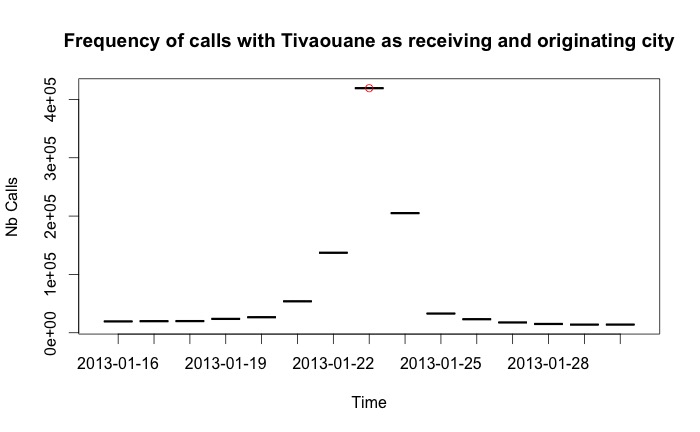 Frequency of calls with Tivaouane as receiving and originating city
Nb Calls
4e+05
3e+05
2e+05
1e+05
0e+00
2013-01-16 2013-01-19 2013-01-22 2013-01-25 2013-01-28
Time